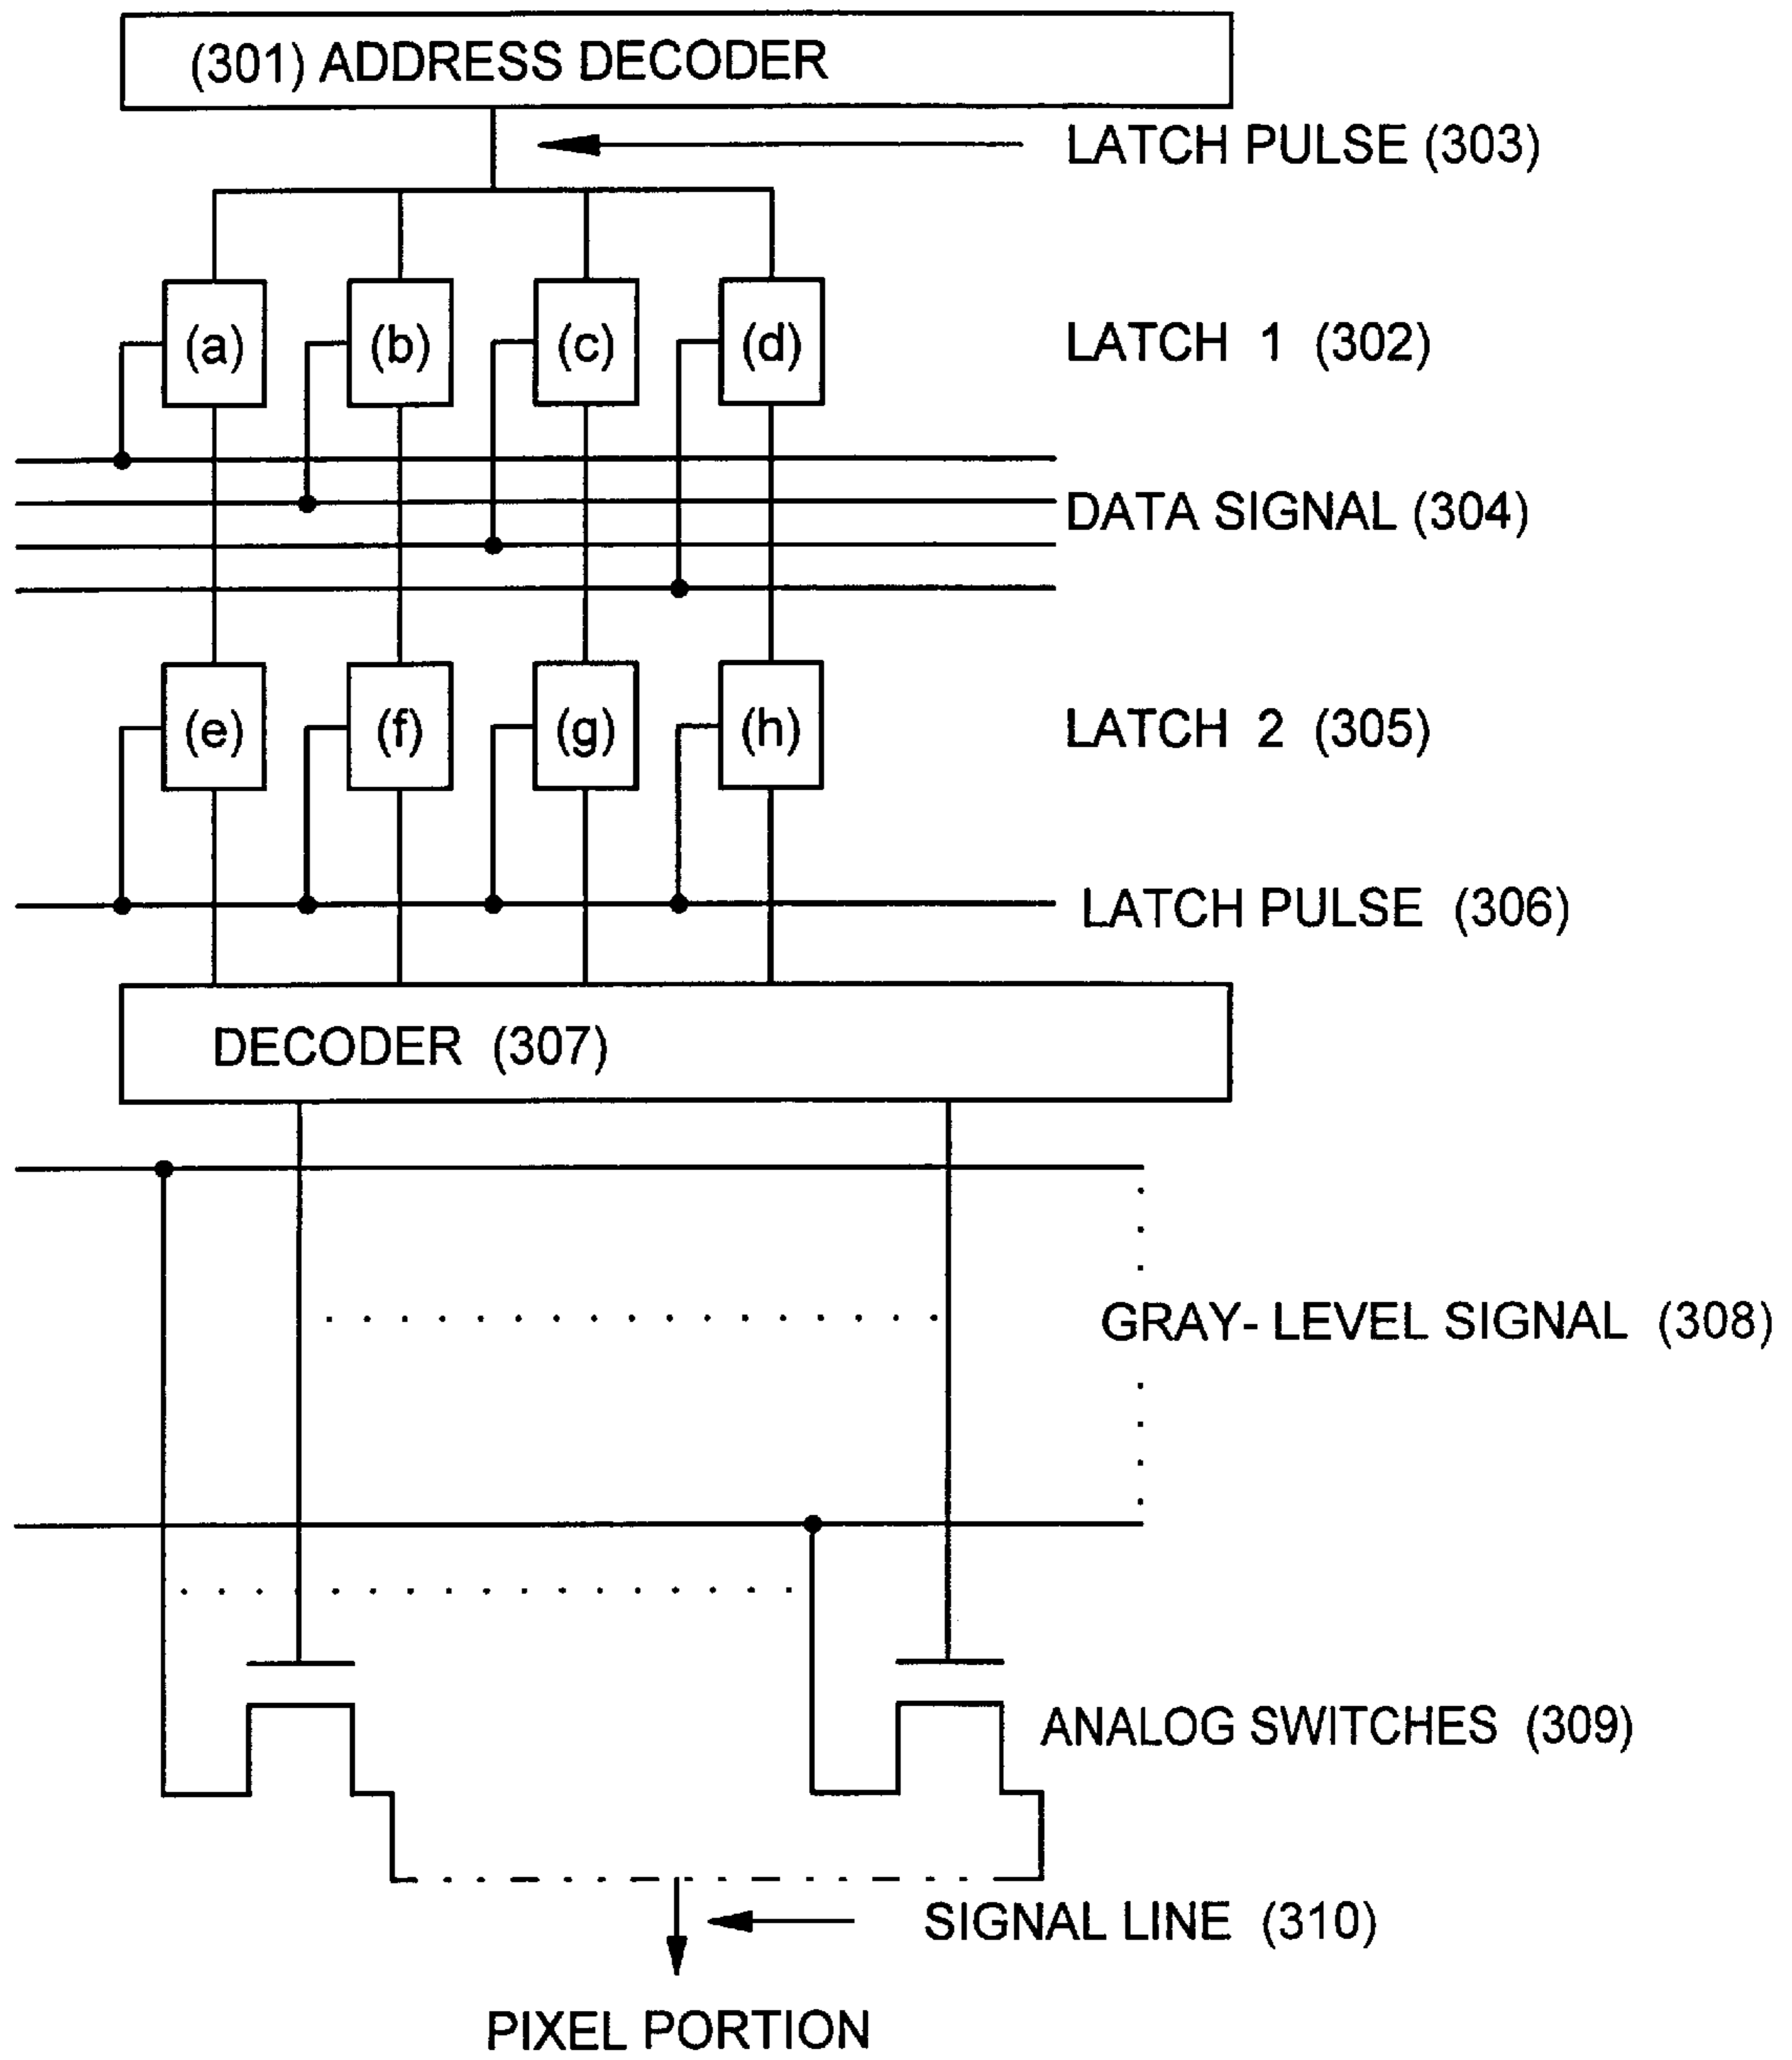 (301) ADDRESS DECODER
LATCH PULSE (303)
(a) (b) (c) (d) LATCH 1 (302)
DATA SIGNAL (304)
(e) (f) (g) (h) LATCH 2 (305)
LATCH PULSE (306)
DECODER (307)
GRAY- LEVEL SIGNAL (308)
ANALOG SWITCHES (309)
SIGNAL LINE (310)
PIXEL PORTION